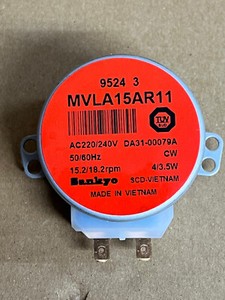 9524 3
MVLA15AR11
TÜV
AC220/240V DA31-00079A
50/60Hz CW
15.2/18.2rpm 4/3.5W
Sankyo SCD-VIETNAM
MADE IN VIETNAM